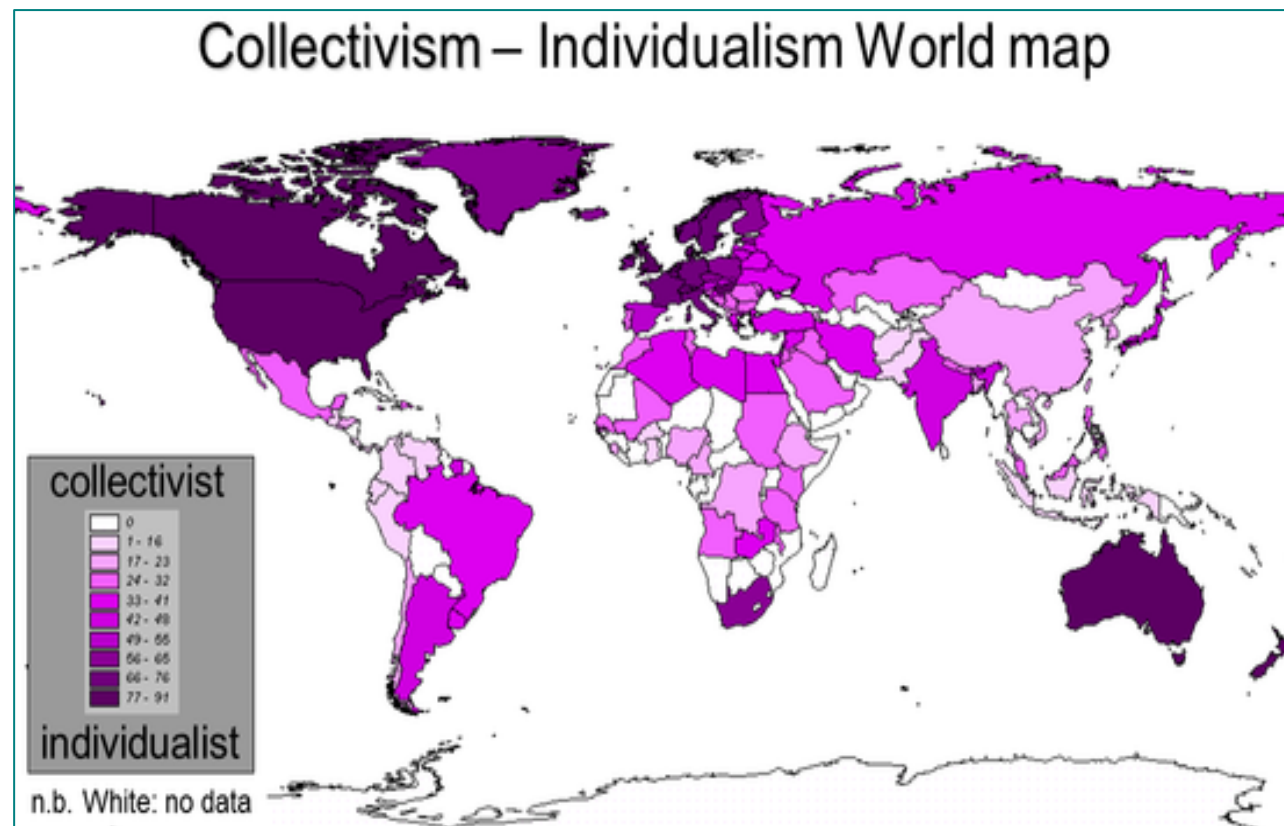 Collectivism – Individualism World map
collectivist
0
1 - 16
17 - 23
24 - 32
33 - 41
42 - 48
49 - 55
56 - 65
66 - 76
77 - 91
individualist
n.b. White: no data